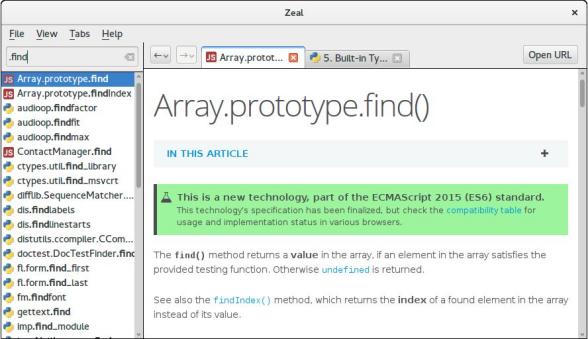 Zeal
File View Tabs Help
.find
JS Array.protot...
5. Built-in Ty...
Open URL
JS Array.prototype.find
JS Array.prototype.findIndex
audioop.findfactor
audioop.findfit
audioop.findmax
JS ContactManager.find
ctypes.util.find_library
ctypes.util.find_msvcrt
difflib.SequenceMatcher....
dis.findlabels
dis.findlinestarts
distutils.ccompiler.CCom...
doctest.DocTestFinder.find
fl.form.find_first
fl.form.find_last
fm.findfont
gettext.find
imp.find_module
Array.prototype.find()
IN THIS ARTICLE +
This is a new technology, part of the ECMAScript 2015 (ES6) standard.
This technology's specification has been finalized, but check the compatibility table for
usage and implementation status in various browsers.
The find() method returns a value in the array, if an element in the array satisfies the
provided testing function. Otherwise undefined is returned.
See also the findIndex() method, which returns the index of a found element in the array
instead of its value.